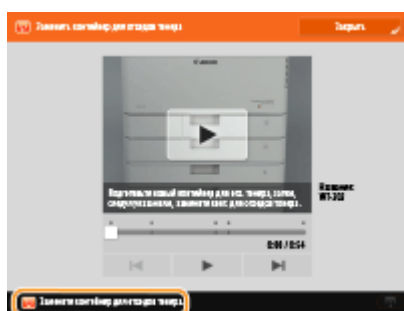 Заменить контейнер для отходов тонера
Закрыть
Canon
Подготовьте новый контейнер для исп. тонера, затем,
следуя указаниям, замените конт. для отходов тонера.
Название:
WT-202
0:00 / 0:54
Замените контейнер для отходов тонера.